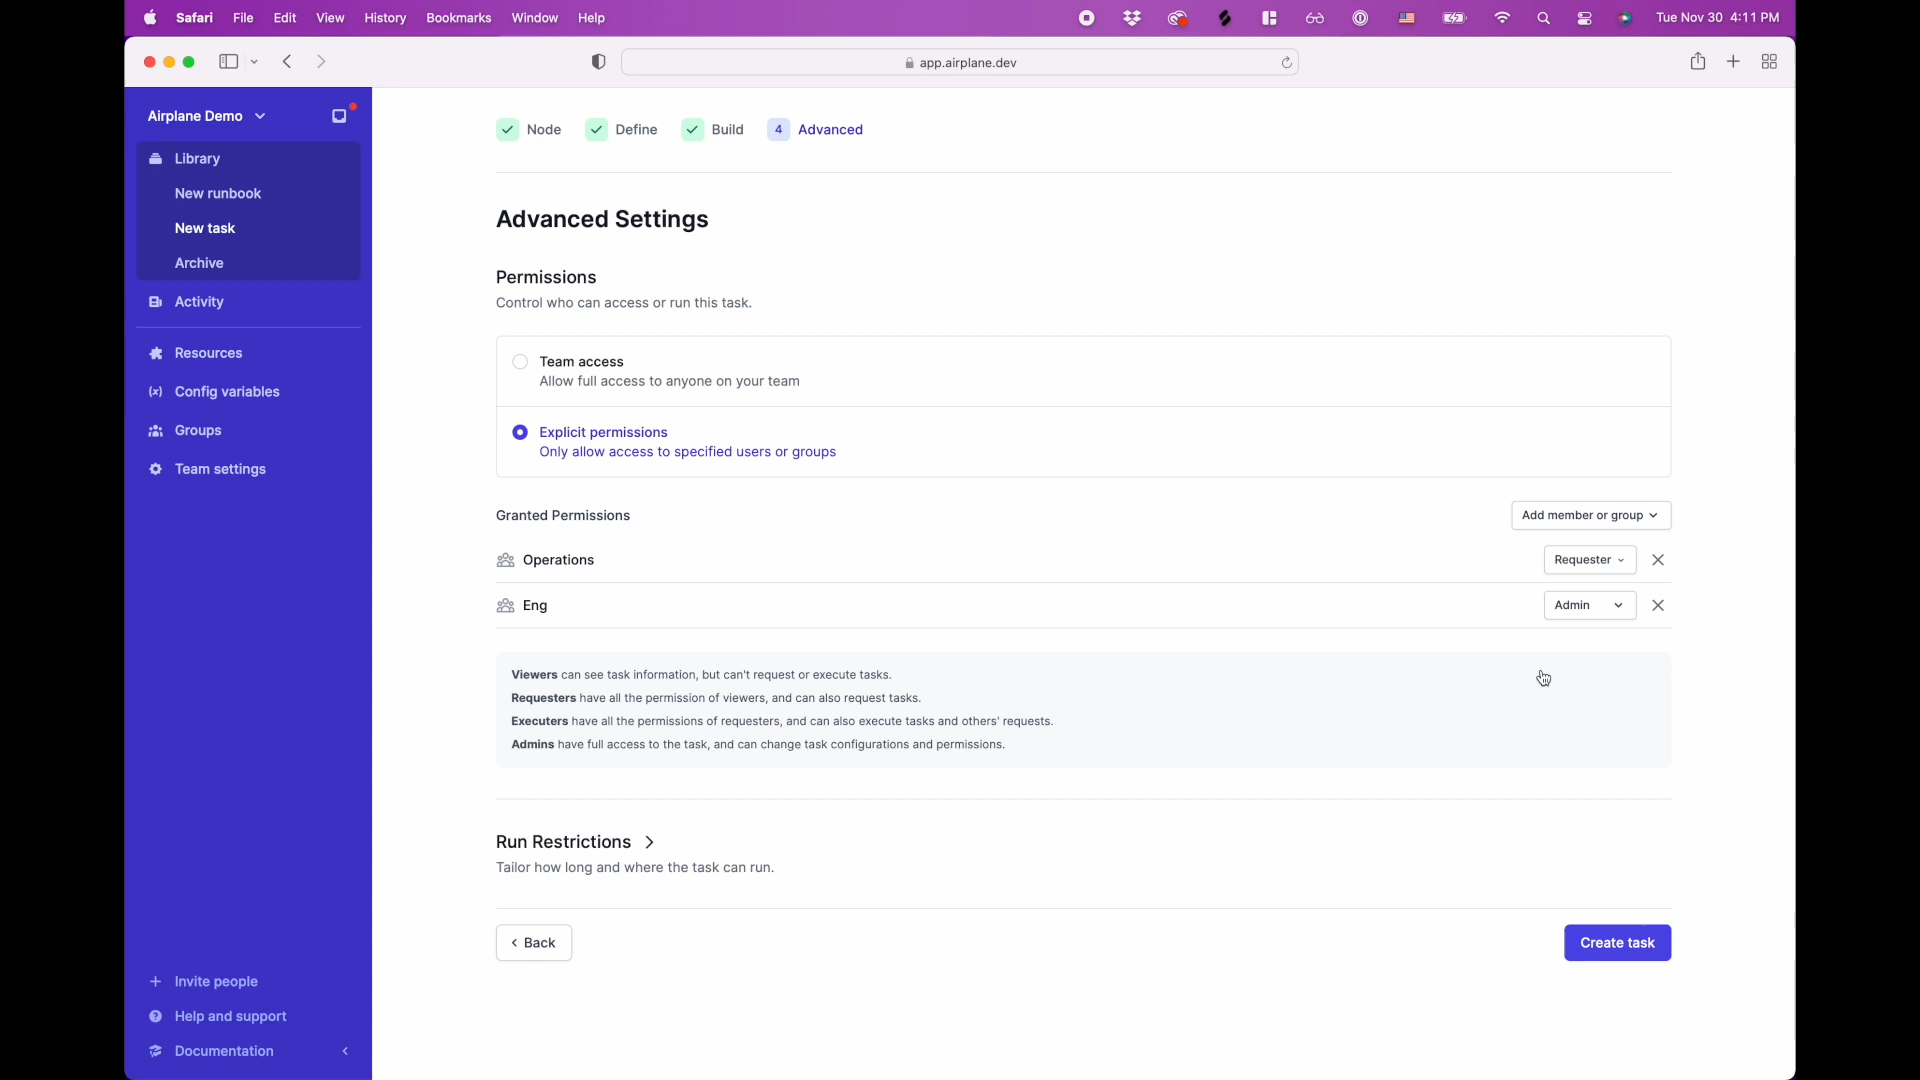 Safari File Edit View History Bookmarks Window Help Tue Nov 30 4:11 PM
app.airplane.dev
Airplane Demo
Library
New runbook
New task
Archive
Activity
Resources
Config variables
Groups
Team settings
Invite people
Help and support
Documentation
Node Define Build 4 Advanced
Advanced Settings
Permissions
Control who can access or run this task.
Team access
Allow full access to anyone on your team
Explicit permissions
Only allow access to specified users or groups
Granted Permissions Add member or group
Operations Requester
Eng Admin
Viewers can see task information, but can't request or execute tasks.
Requesters have all the permission of viewers, and can also request tasks.
Executers have all the permissions of requesters, and can also execute tasks and others' requests.
Admins have full access to the task, and can change task configurations and permissions.
Run Restrictions
Tailor how long and where the task can run.
Back Create task